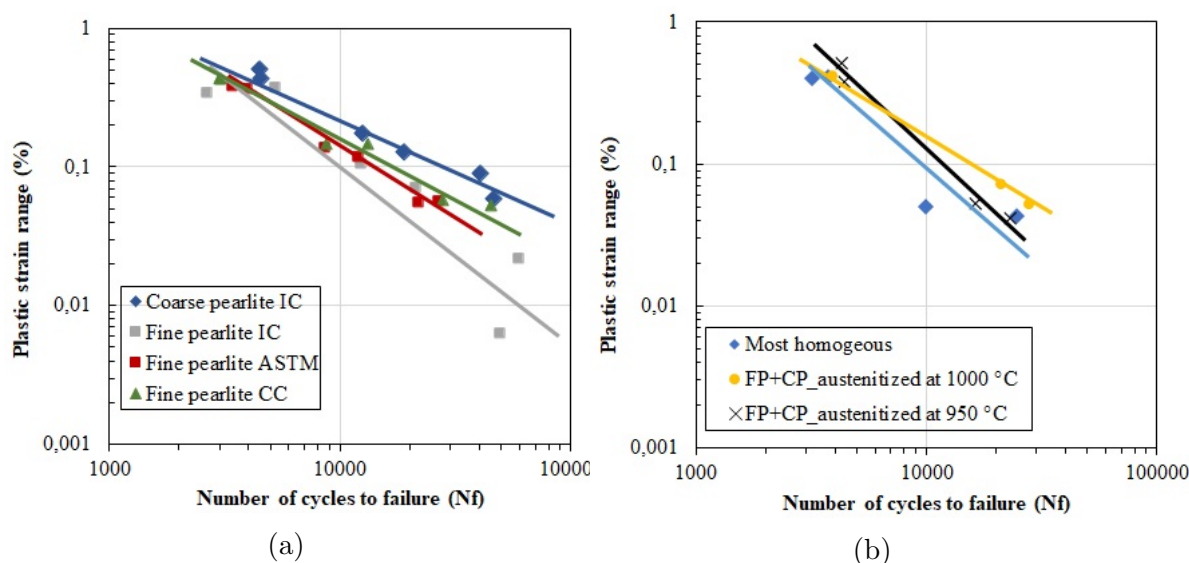 1
0,1
0,01
0,001
Plastic strain range (%)
Coarse pearlite IC
Fine pearlite IC
Fine pearlite ASTM
Fine pearlite CC
1000
10000
10000
Number of cycles to failure (Nf)
(a)
1
0,1
0,01
0,001
Plastic strain range (%)
Most homogeous
FP+CP_austenitized at 1000 °C
FP+CP_austenitized at 950 °C
1000
10000
100000
Number of cycles to failure (Nf)
(b)